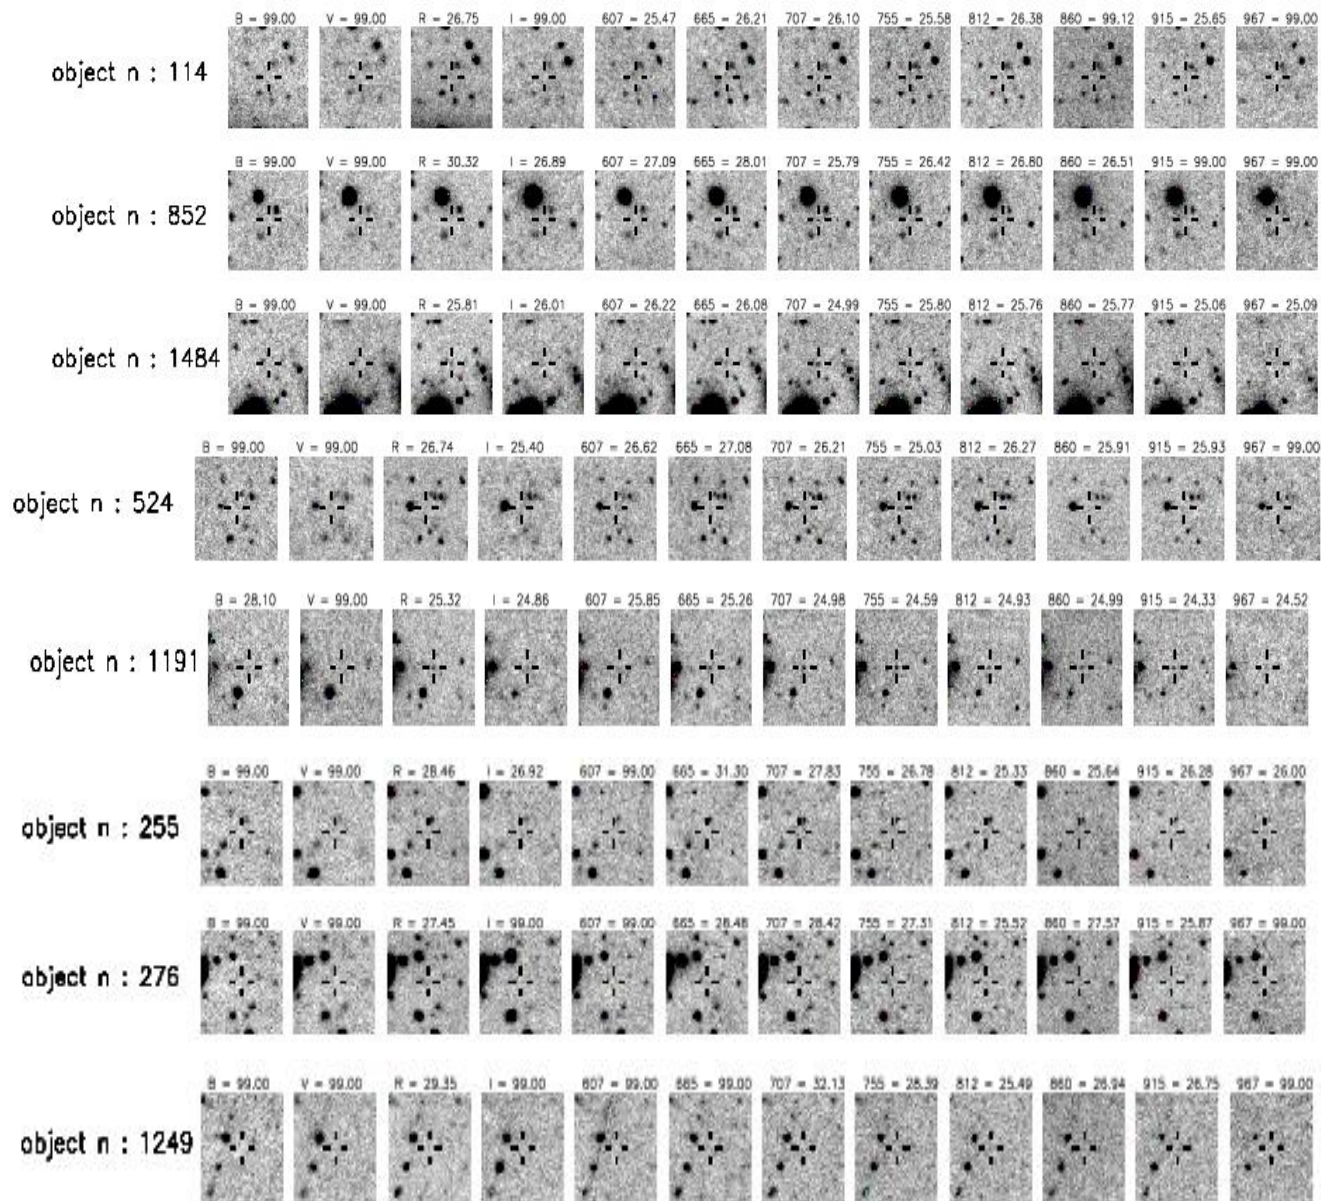 B = 99.00 V = 99.00 R = 26.75 I = 99.00 607 = 25.47 665 = 26.21 707 = 26.10 755 = 25.58 812 = 26.38 860 = 99.12 915 = 25.65 967 = 99.00
object n : 114
B = 99.00 V = 99.00 R = 30.32 I = 26.89 607 = 27.09 665 = 28.01 707 = 25.79 755 = 26.42 812 = 26.80 860 = 26.51 915 = 99.00 967 = 99.00
object n : 852
B = 99.00 V = 99.00 R = 25.81 I = 26.01 607 = 26.22 665 = 26.08 707 = 24.99 755 = 25.80 812 = 25.76 860 = 25.77 915 = 25.06 967 = 25.09
object n : 1484
B = 99.00 V = 99.00 R = 26.74 I = 25.40 607 = 26.62 665 = 27.08 707 = 26.21 755 = 25.03 812 = 26.27 860 = 25.91 915 = 25.93 967 = 99.00
object n : 524
B = 28.10 V = 99.00 R = 25.32 I = 24.86 607 = 25.85 665 = 25.26 707 = 24.98 755 = 24.59 812 = 24.93 860 = 24.99 915 = 24.33 967 = 24.52
object n : 1191
B = 99.00 V = 99.00 R = 28.46 I = 26.92 607 = 99.00 665 = 31.30 707 = 27.83 755 = 26.78 812 = 25.33 860 = 25.64 915 = 26.28 967 = 26.00
object n : 255
B = 99.00 V = 99.00 R = 27.45 I = 99.00 607 = 99.00 665 = 707 = 755 = 27.31 812 = 25.52 860 = 915 = 25.87 967 = 99.00
object n : 276
B = 99.00 V = 99.00 R = 29.35 I = 99.00 607 = 99.00 665 = 99.00 707 = 32.13 755 = 28.39 812 = 25.49 860 = 26.94 915 = 26.75 967 = 99.00
object n : 1249